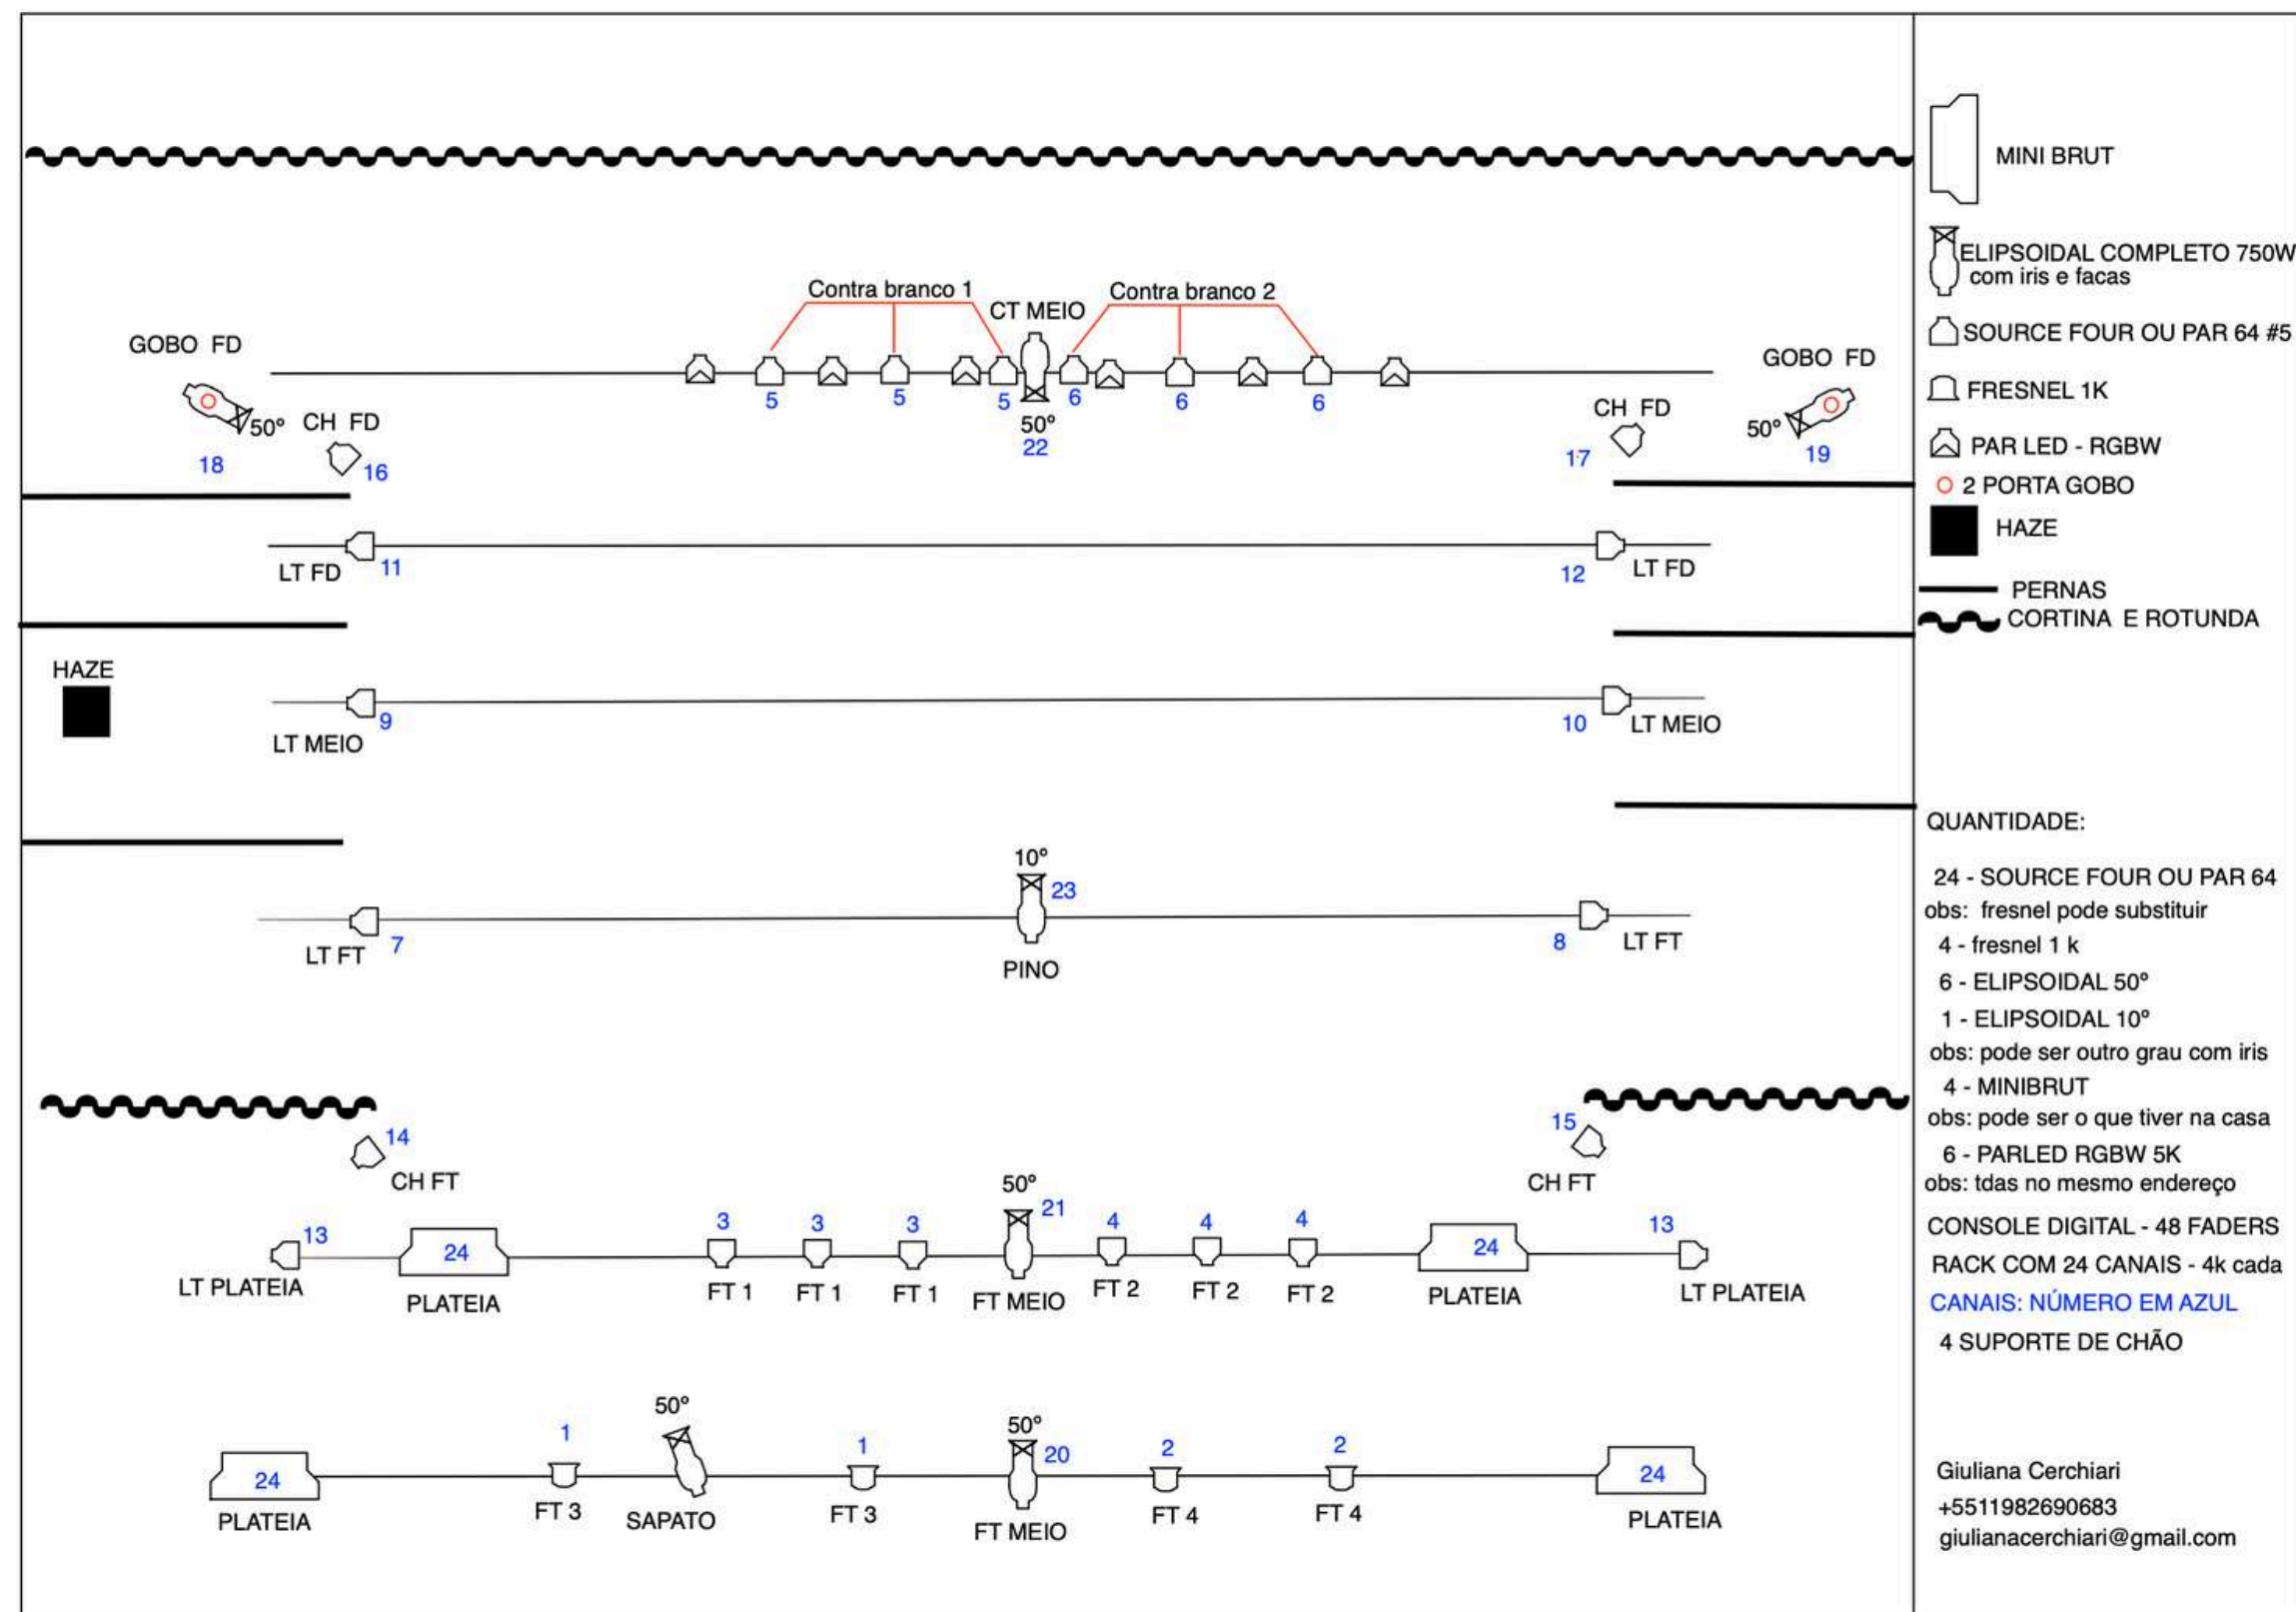 Contra branco 1
Contra branco 2
CT MEIO
GOBO FD
GOBO FD
5 5 5 6 6 6
50º
22
50º
CH FD
CH FD
50º
18
16
17
19
11
LT FD
12
LT FD
HAZE
9
LT MEIO
10
LT MEIO
10º
23
7
LT FT
8
LT FT
PINO
14
CH FT
15
CH FT
50º
21
13
24
3 3 3
4 4 4
24
13
LT PLATEIA
PLATEIA
FT 1 FT 1 FT 1
FT MEIO
FT 2 FT 2 FT 2
PLATEIA
LT PLATEIA
50º
50º
24
1
1
20
2
2
24
PLATEIA
FT 3
SAPATO
FT 3
FT MEIO
FT 4
FT 4
PLATEIA
MINI BRUT
ELIPSOIDAL COMPLETO 750W
com iris e facas
SOURCE FOUR OU PAR 64 #5
FRESNEL 1K
PAR LED - RGBW
2 PORTA GOBO
HAZE
PERNAS
CORTINA E ROTUNDA
QUANTIDADE:
24 - SOURCE FOUR OU PAR 64
obs: fresnel pode substituir
4 - fresnel 1 k
6 - ELIPSOIDAL 50º
1 - ELIPSOIDAL 10º
obs: pode ser outro grau com iris
4 - MINIBRUT
obs: pode ser o que tiver na casa
6 - PARLED RGBW 5K
obs: tdas no mesmo endereço
CONSOLE DIGITAL - 48 FADERS
RACK COM 24 CANAIS - 4k cada
CANAIS: NÚMERO EM AZUL
4 SUPORTE DE CHÃO
Giuliana Cerchiari
+5511982690683
giulianacerchiari@gmail.com